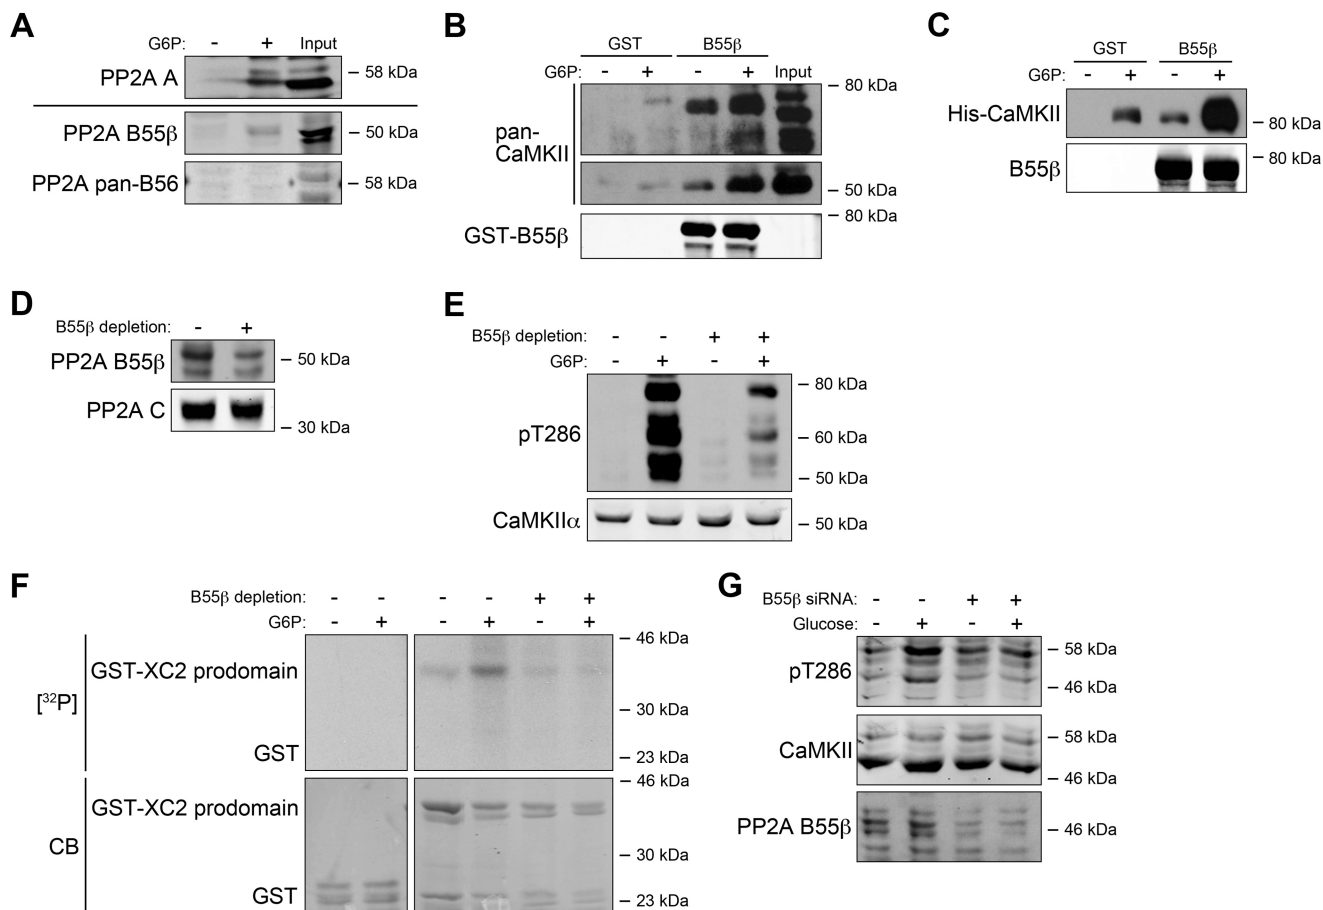 A
G6P: - + Input
PP2A A
– 58 kDa
PP2A B55β
– 50 kDa
PP2A pan-B56
– 58 kDa
B
GST B55β
G6P: - + - + Input
– 80 kDa
pan-
CaMKII
– 50 kDa
– 80 kDa
GST-B55β
C
GST B55β
G6P: - + - +
His-CaMKII
– 80 kDa
– 80 kDa
B55β
D
B55β depletion: - +
PP2A B55β
– 50 kDa
PP2A C
– 30 kDa
E
B55β depletion: - - + +
G6P: - + - +
– 80 kDa
pT286
– 60 kDa
– 50 kDa
CaMKIIα
– 50 kDa
F
B55β depletion: - - - - + +
G6P: - + - + - +
– 46 kDa
GST-XC2 prodomain
[³²P]
– 30 kDa
GST
– 23 kDa
– 46 kDa
GST-XC2 prodomain
CB
– 30 kDa
GST
– 23 kDa
G
B55β siRNA: - - + +
Glucose: - + - +
– 58 kDa
pT286
– 46 kDa
– 58 kDa
CaMKII
– 46 kDa
PP2A B55β
– 46 kDa